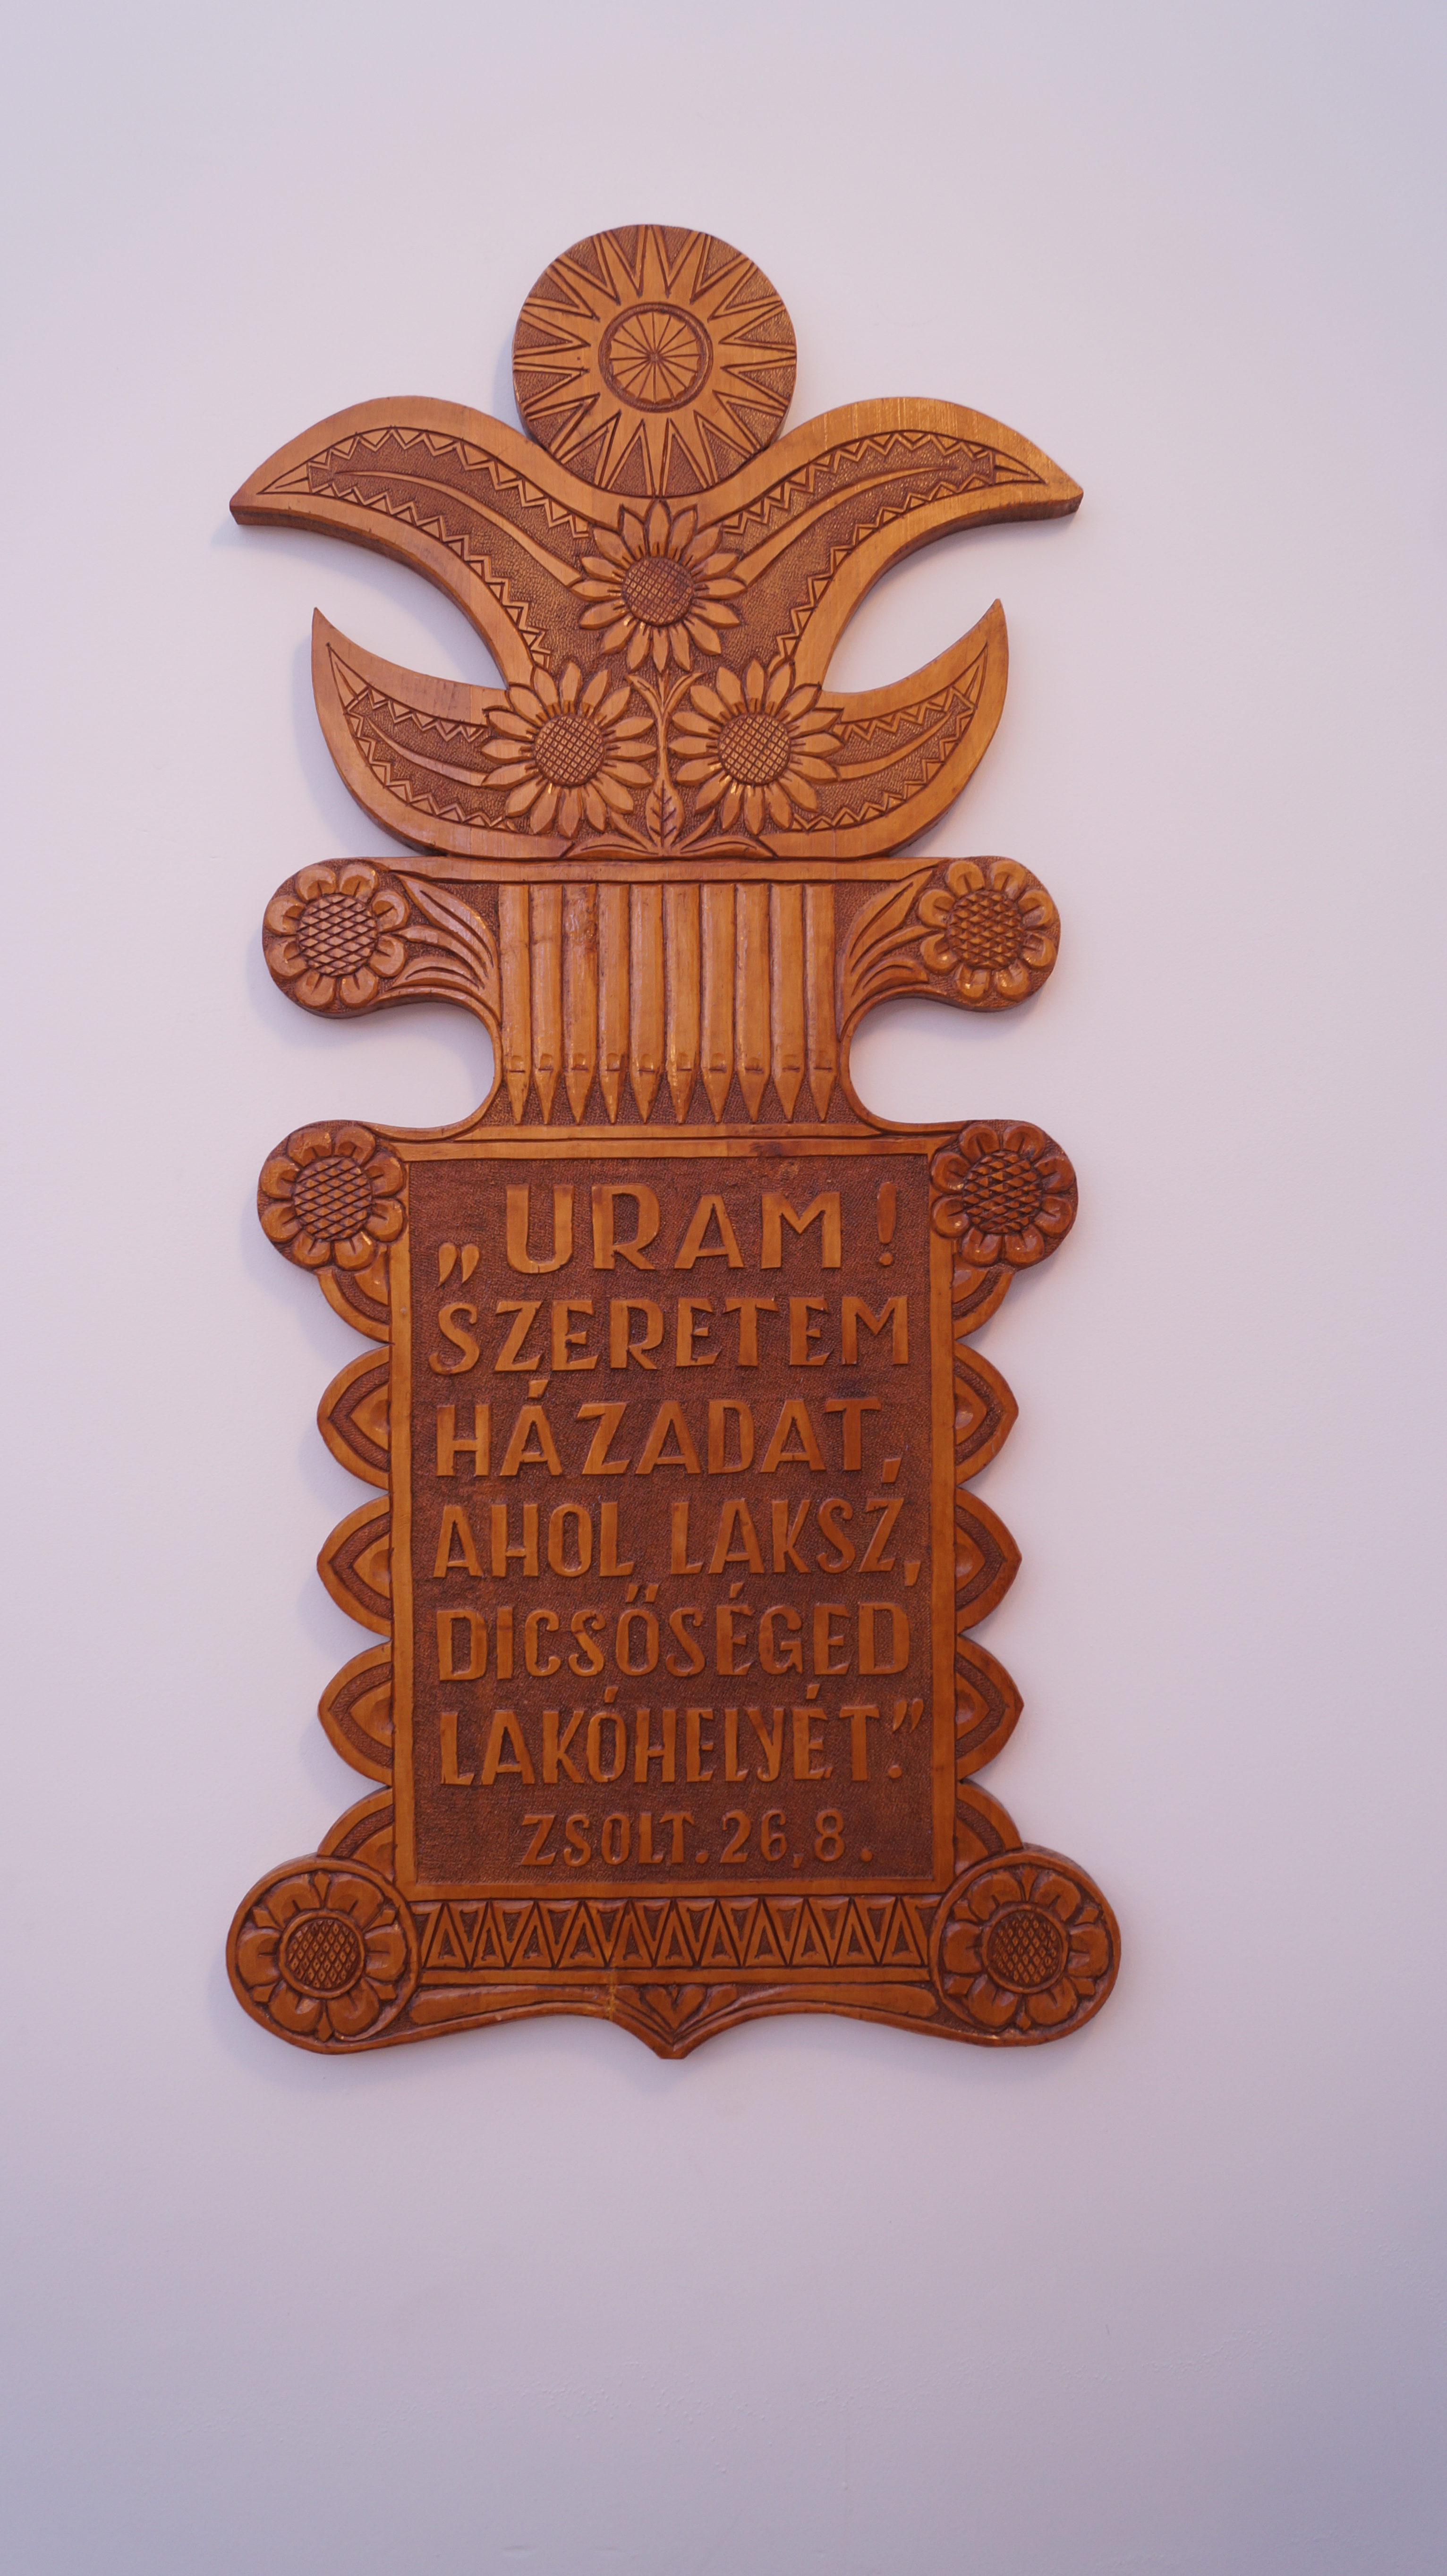 „URAM!
SZERETEM
HÁZADAT,
AHOL LAKSZ,
DICSŐSÉGED
LAKÓHELYÉT.”
ZSOLT. 26,8.